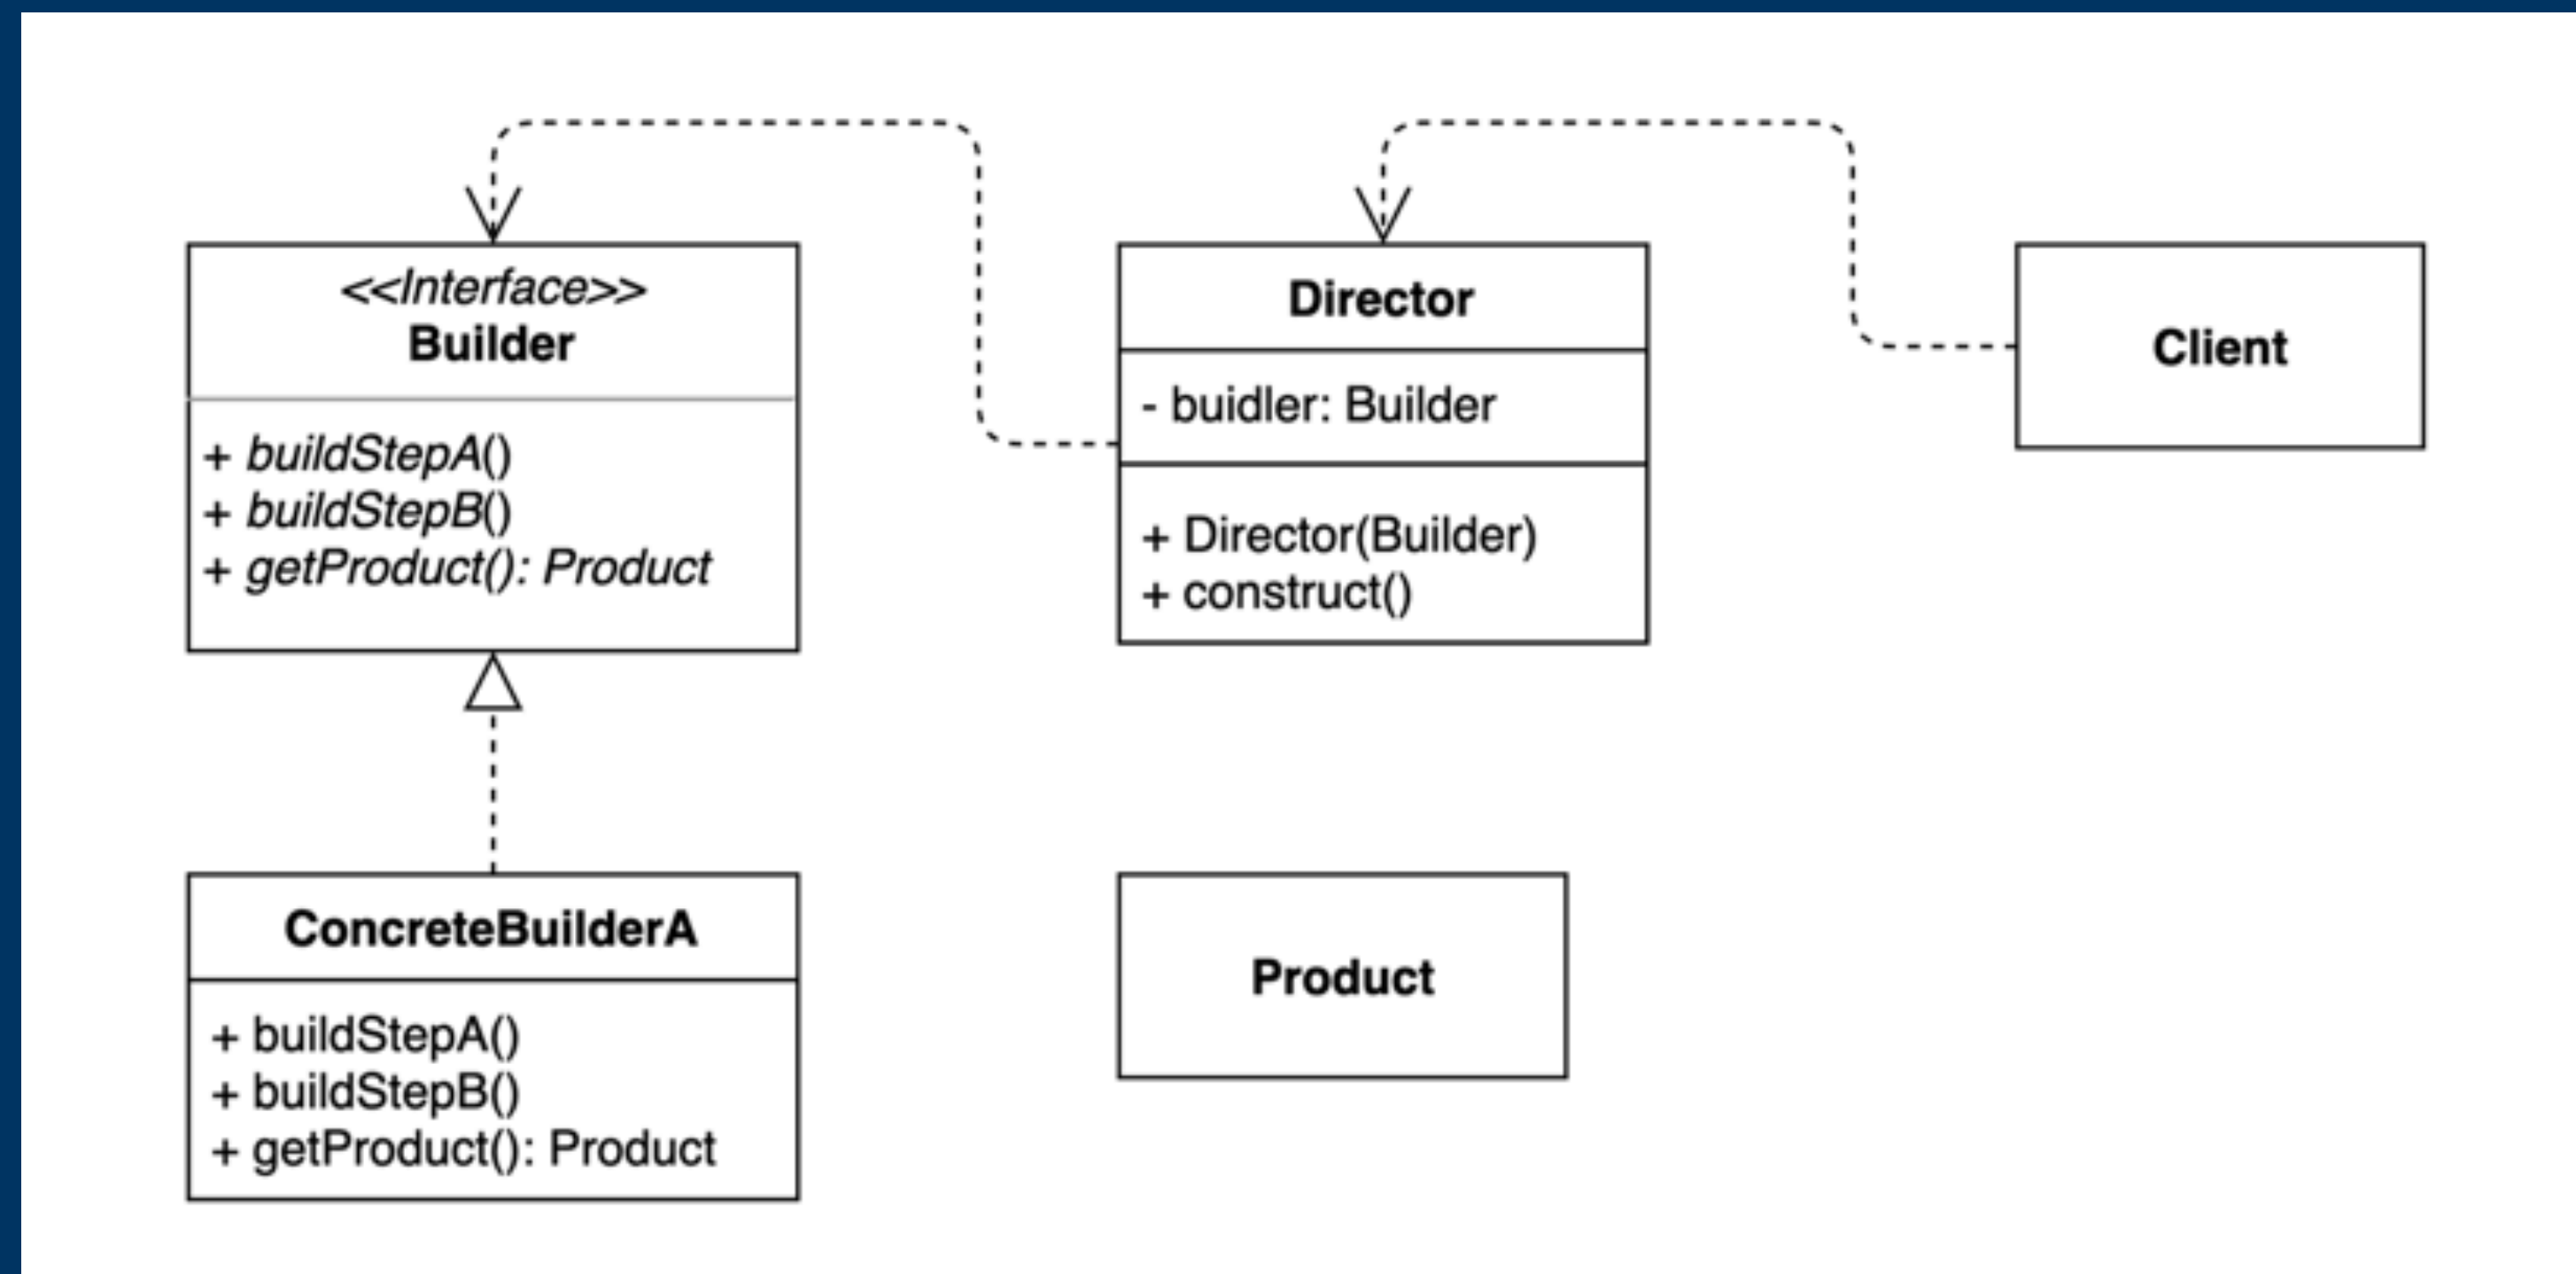 <<Interface>>
Builder
+ buildStepA()
+ buildStepB()
+ getProduct(): Product
Director
- buidler: Builder
+ Director(Builder)
+ construct()
Client
ConcreteBuilderA
+ buildStepA()
+ buildStepB()
+ getProduct(): Product
Product